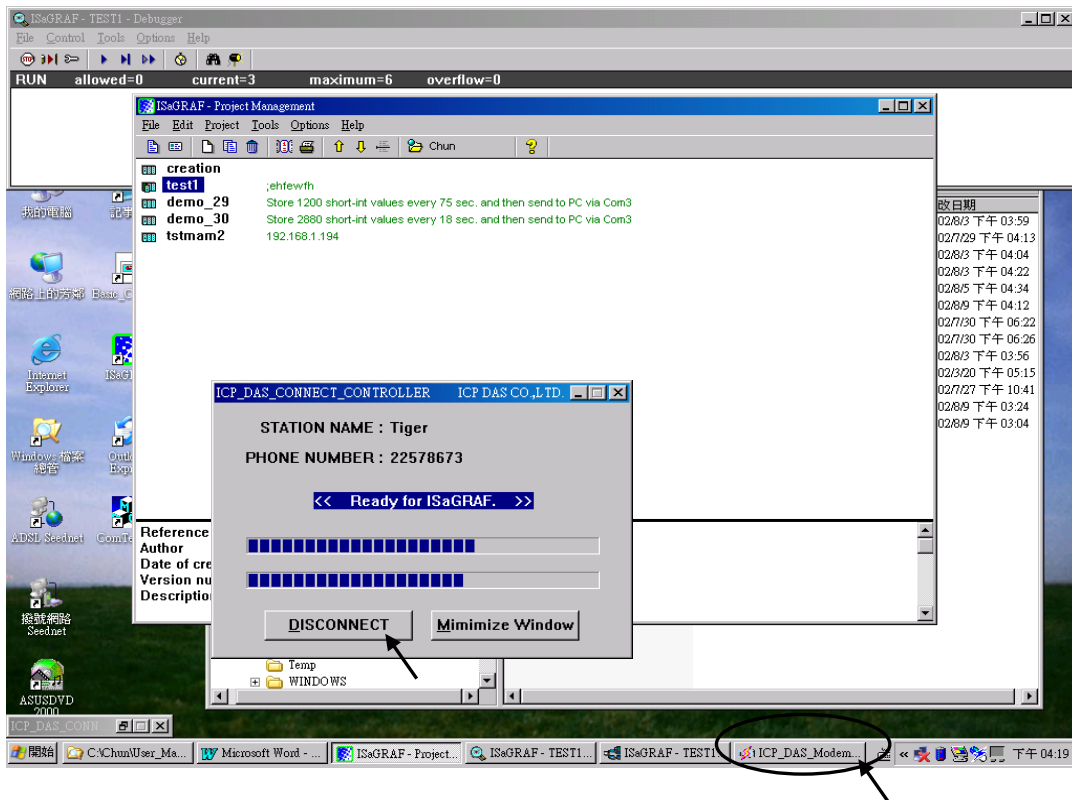 ISaGRAF - TEST1 - Debugger
File Control Tools Options Help
RUN allowed=0 current=3 maximum=6 overflow=0
ISaGRAF - Project Management
File Edit Project Tools Options Help
Chun
creation
test1 ;ehfewfh
demo_29 Store 1200 short-int values every 75 sec. and then send to PC via Com3
demo_30 Store 2880 short-int values every 18 sec. and then send to PC via Com3
tstmam2 192.168.1.194
我的電腦
網路上的芳鄰
Internet Explorer
Windows 檔案總管
ADSL Seednet
撥號網路 Seednet
ASUSDVD 2000
改日期
02/8/3 下午 03:59
02/7/29 下午 04:13
02/8/3 下午 04:04
02/8/3 下午 04:22
02/8/5 下午 04:34
02/8/9 下午 04:12
02/7/30 下午 06:22
02/7/30 下午 06:26
02/8/3 下午 03:56
02/3/20 下午 05:15
02/7/27 下午 10:41
02/8/9 下午 03:24
02/8/9 下午 03:04
ICP_DAS_CONNECT_CONTROLLER ICP DAS CO.,LTD.
STATION NAME : Tiger
PHONE NUMBER : 22578673
<< Ready for ISaGRAF. >>
DISCONNECT Mimimize Window
Reference
Author
Date of cre
Version nu
Descriptio
Temp
WINDOWS
ICP_DAS_CONN
開始 C:\Chun\User_Ma... Microsoft Word - ... ISaGRAF - Project... ISaGRAF - TEST1... ISaGRAF - TEST1 ICP_DAS_Modem... « 下午 04:19